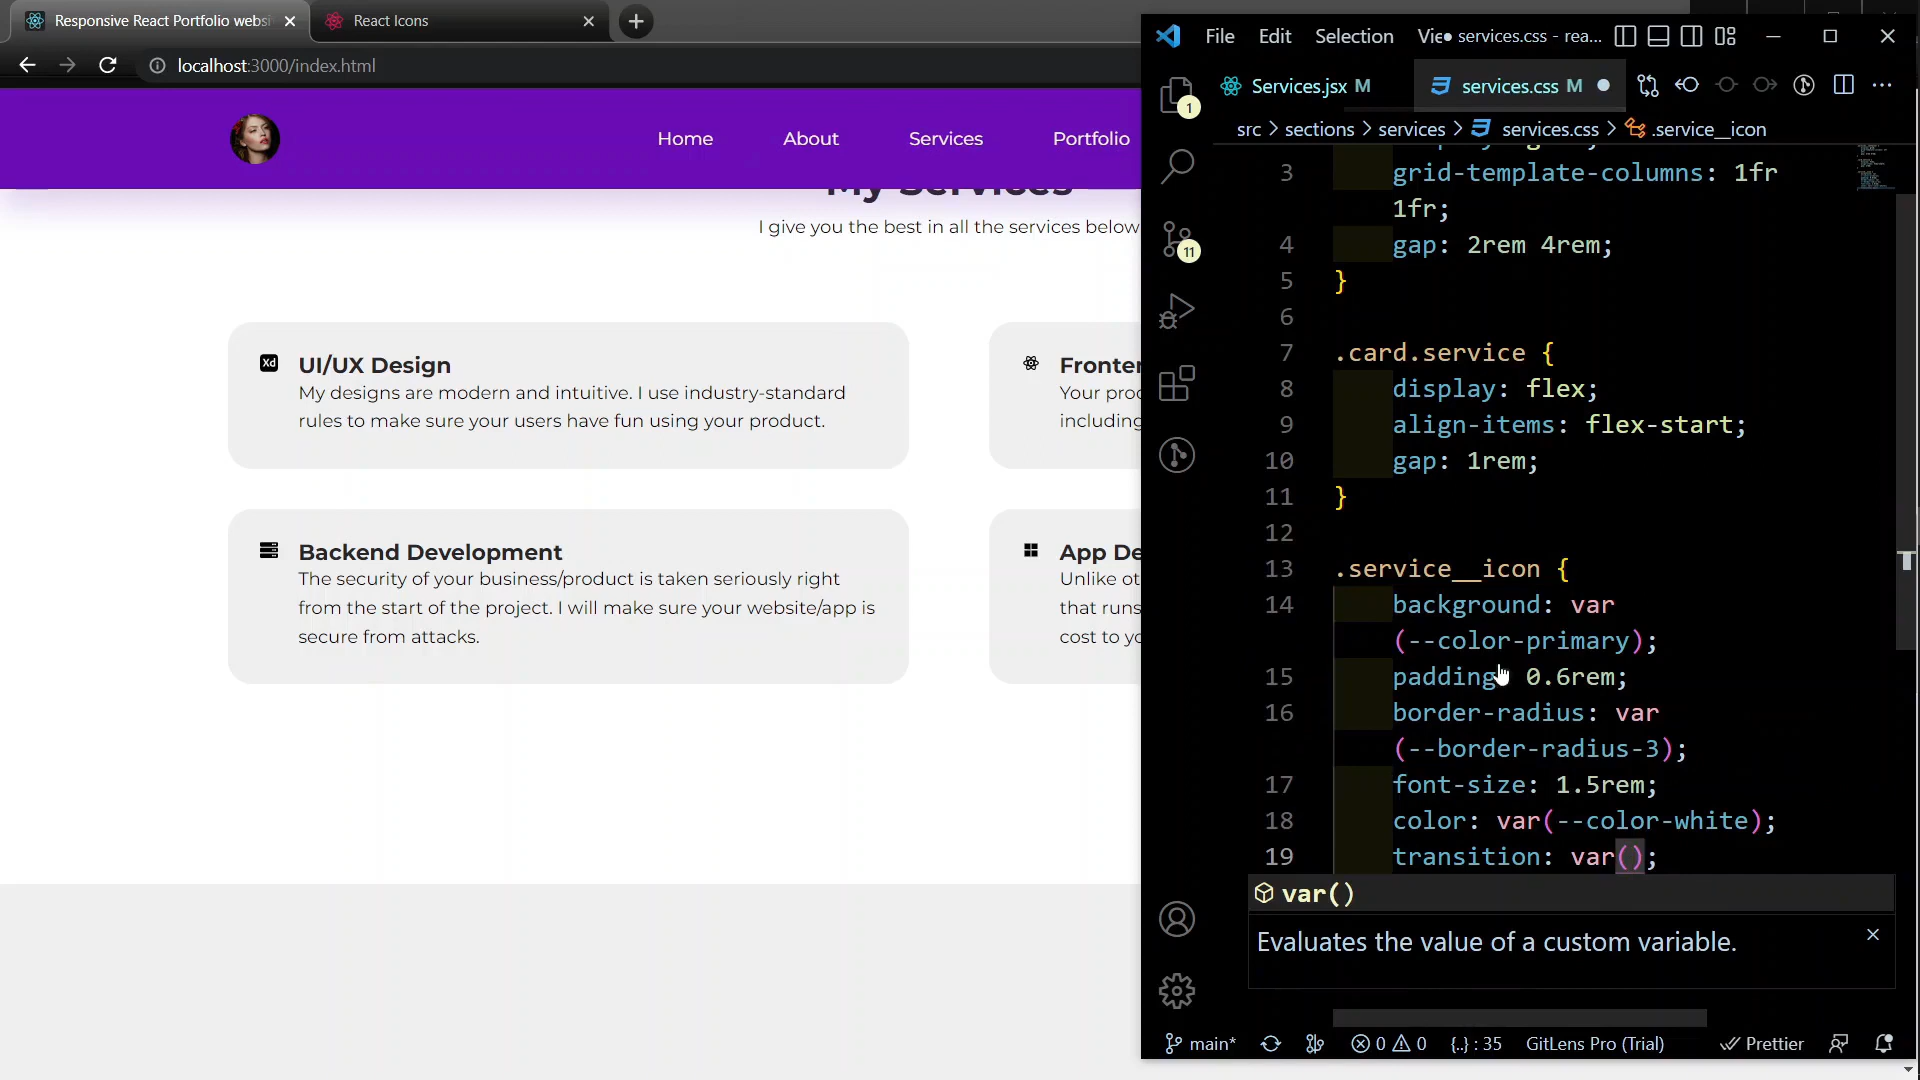 Responsive React Portfolio websi
React Icons
localhost:3000/index.html
Home About Services Portfolio
My Services
I give you the best in all the services below
UI/UX Design
My designs are modern and intuitive. I use industry-standard
rules to make sure your users have fun using your product.
Fronten
Your prod
including
Backend Development
The security of your business/product is taken seriously right
from the start of the project. I will make sure your website/app is
secure from attacks.
App De
Unlike ot
that runs
cost to yo
File Edit Selection Vie services.css - rea...
Services.jsx M
services.css M
src > sections > services > services.css > .service__icon
3 grid-template-columns: 1fr
1fr;
4 gap: 2rem 4rem;
5 }
6
7 .card.service {
8 display: flex;
9 align-items: flex-start;
10 gap: 1rem;
11 }
12
13 .service__icon {
14 background: var
(--color-primary);
15 padding 0.6rem;
16 border-radius: var
(--border-radius-3);
17 font-size: 1.5rem;
18 color: var(--color-white);
19 transition: var();
var()
Evaluates the value of a custom variable.
1
11
main* 0 0 {..} : 35 GitLens Pro (Trial) Prettier